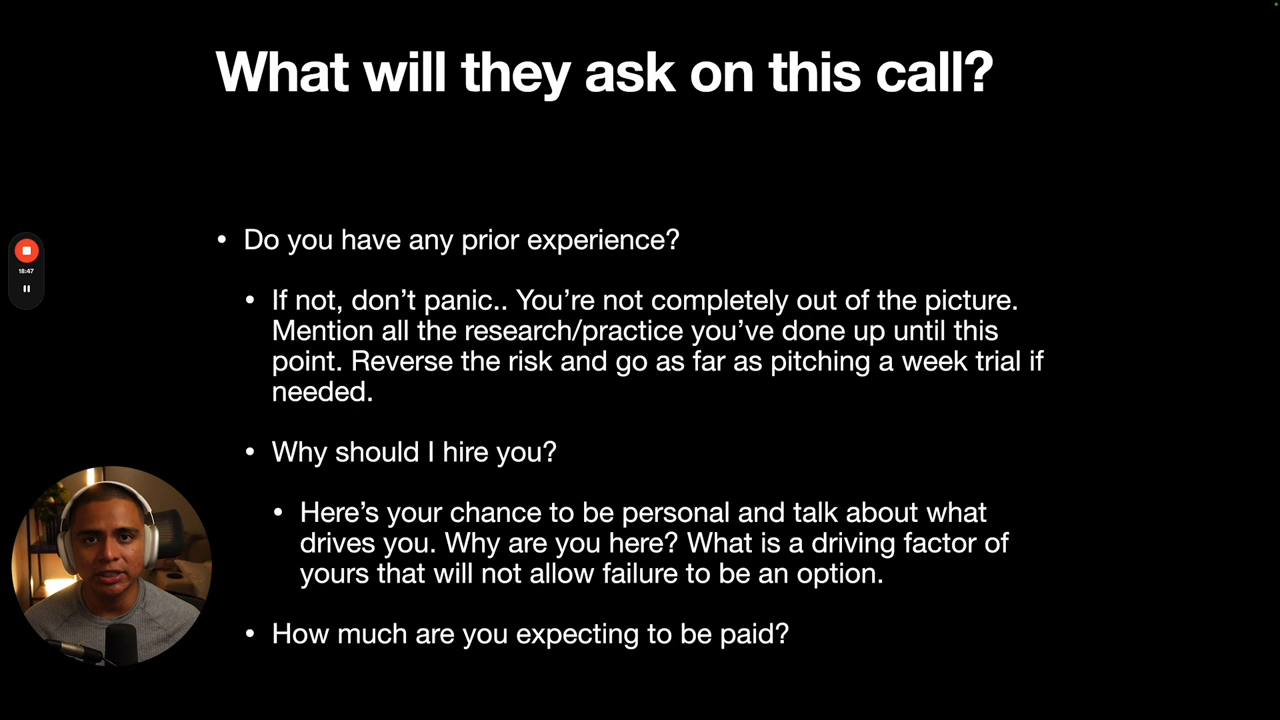 What will they ask on this call?
• Do you have any prior experience?
• If not, don’t panic.. You’re not completely out of the picture.
Mention all the research/practice you’ve done up until this
point. Reverse the risk and go as far as pitching a week trial if
needed.
18:47
• Why should I hire you?
• Here’s your chance to be personal and talk about what
drives you. Why are you here? What is a driving factor of
yours that will not allow failure to be an option.
• How much are you expecting to be paid?